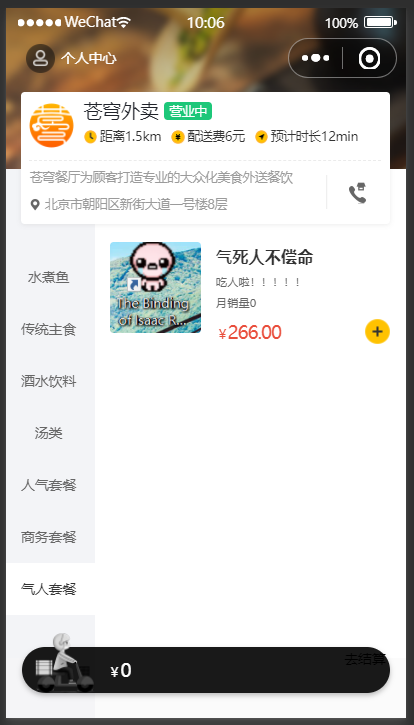 WeChat
10:06
100%
个人中心
苍穹外卖 营业中
距离1.5km 配送费6元 预计时长12min
苍穹餐厅为顾客打造专业的大众化美食外送餐饮
北京市朝阳区新街大道一号楼8层
水煮鱼
传统主食
酒水饮料
汤类
人气套餐
商务套餐
气人套餐
The Binding
of Isaac R...
气死人不偿命
吃人啦！！！！！
月销量0
¥266.00
¥0
去结算